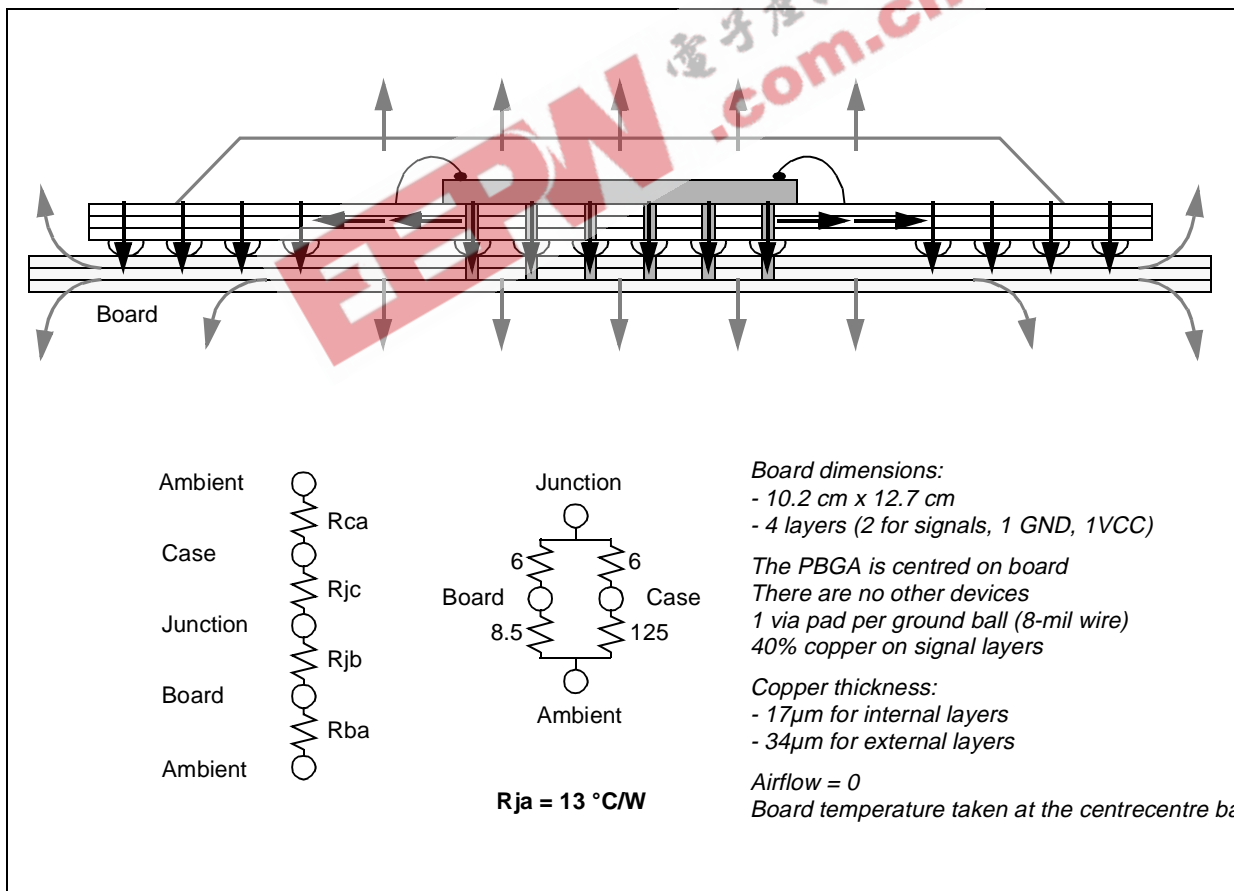 電子產
EEPW
.com.cn
Board
Ambient
Rca
Case
Rjc
Junction
Rjb
Board
Rba
Ambient
Junction
6
6
Board
Case
8.5
125
Ambient
Rja = 13 °C/W
Board dimensions:
- 10.2 cm x 12.7 cm
- 4 layers (2 for signals, 1 GND, 1VCC)
The PBGA is centred on board
There are no other devices
1 via pad per ground ball (8-mil wire)
40% copper on signal layers
Copper thickness:
- 17µm for internal layers
- 34µm for external layers
Airflow = 0
Board temperature taken at the centrecentre ba